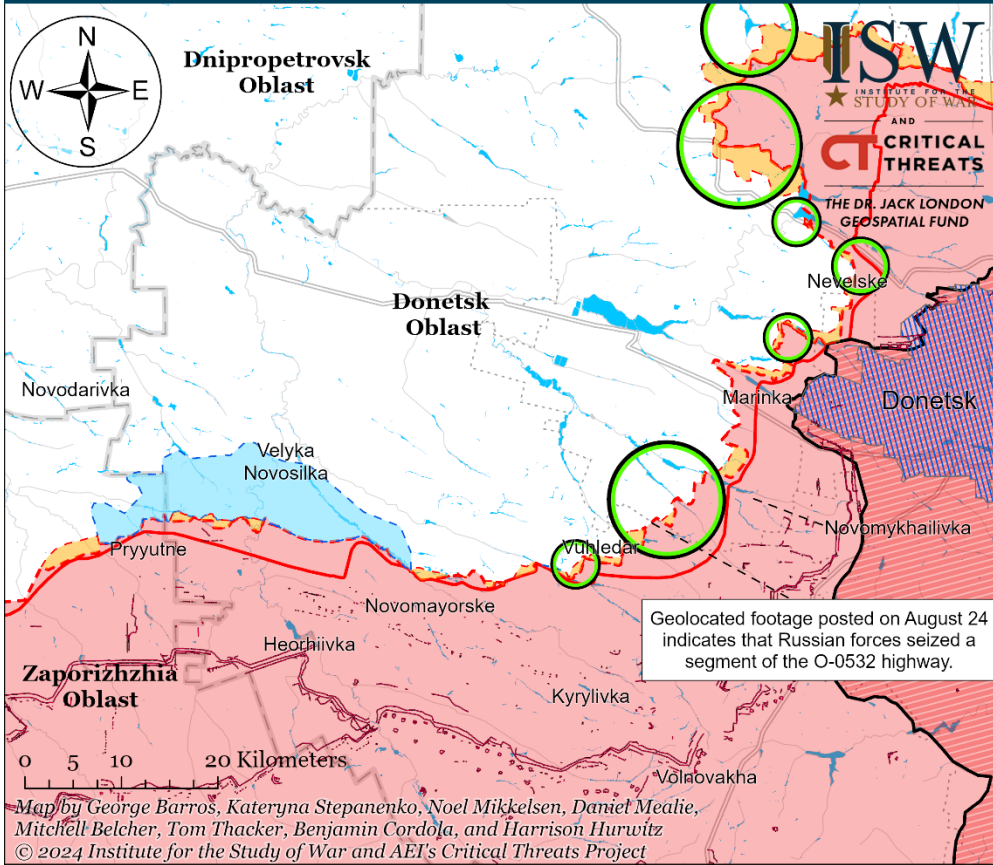 N
W
E
S
Dnipropetrovsk
Oblast
ISW
INSTITUTE FOR THE
STUDY OF WAR
AND
CT CRITICAL
THREATS
THE DR. JACK LONDON
GEOSPATIAL FUND
Nevelske
Donetsk
Oblast
Novodarivka
Marinka
Donetsk
Velyka
Novosilka
Novomykhailivka
Pryyutne
Vuhledar
Novomayorske
Geolocated footage posted on August 24
indicates that Russian forces seized a
segment of the O-0532 highway.
Heorhiivka
Zaporizhzhia
Oblast
Kyrylivka
0 5 10 20 Kilometers
Volnovakha
Map by George Barros, Kateryna Stepanenko, Noel Mikkelsen, Daniel Mealie,
Mitchell Belcher, Tom Thacker, Benjamin Cordola, and Harrison Hurwitz
© 2024 Institute for the Study of War and AEI's Critical Threats Project